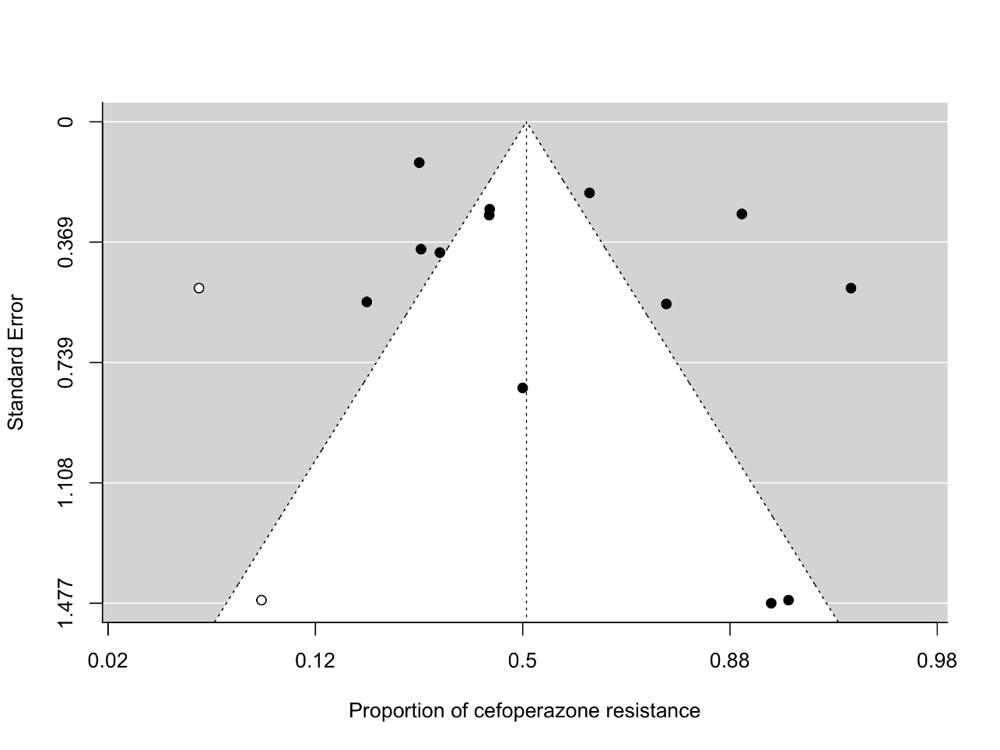 0
0.369
0.739
1.108
1.477
Standard Error
0.02 0.12 0.5 0.88 0.98
Proportion of cefoperazone resistance